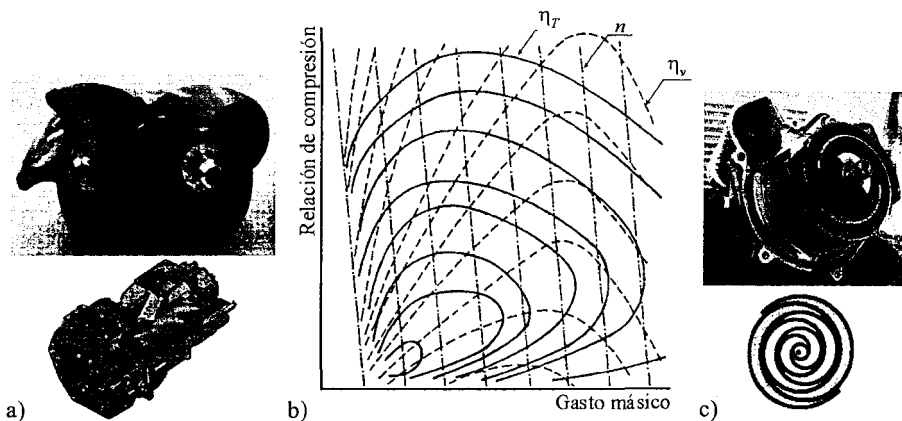 Relación de compresión
η_T
n
η_v
Gasto másico
a)
b)
c)